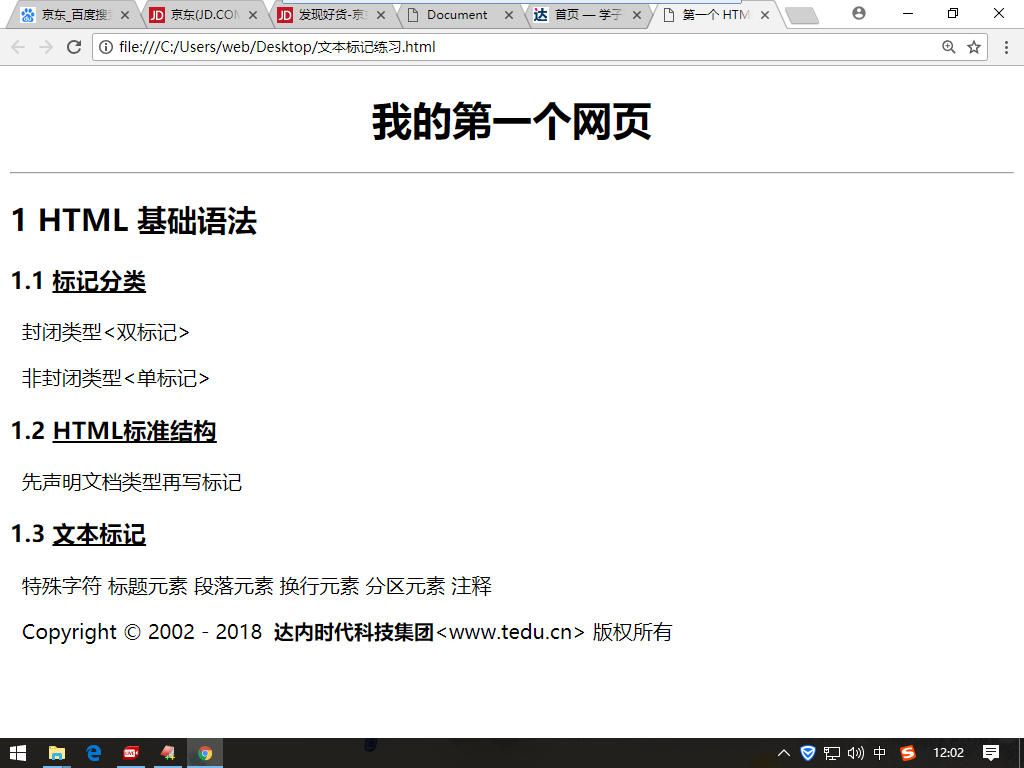 京东_百度搜 京东(JD.COM 发现好货-京 Document 首页 — 学子 第一个 HTM
file:///C:/Users/web/Desktop/文本标记练习.html
我的第一个网页
1 HTML 基础语法
1.1 标记分类
封闭类型<双标记>
非封闭类型<单标记>
1.2 HTML标准结构
先声明文档类型再写标记
1.3 文本标记
特殊字符 标题元素 段落元素 换行元素 分区元素 注释
Copyright © 2002 - 2018 达内时代科技集团<www.tedu.cn> 版权所有
中 12:02